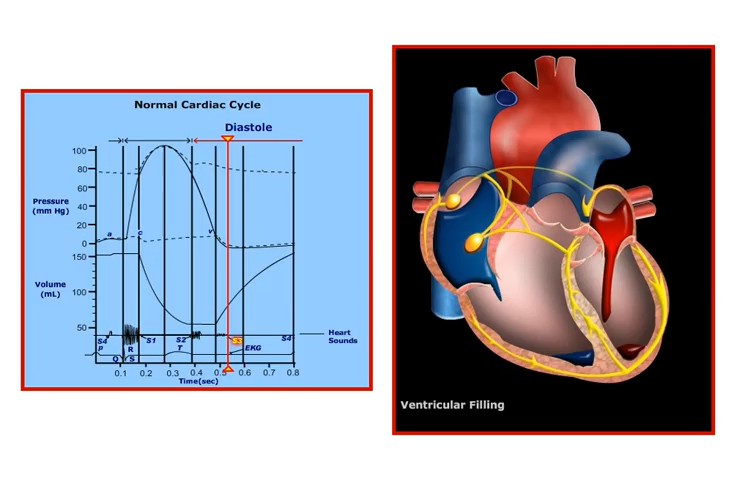 Normal Cardiac Cycle
Diastole
100
80
Pressure
(mm Hg)
60
40
20
0
a
c
v
150
Volume
(mL)
100
50
Heart
Sounds
S4
S1
S2
S4
P
R
T
EKG
Q
S
0.1 0.2 0.3 0.4 0.5 0.6 0.7 0.8
Time(sec)
Ventricular Filling